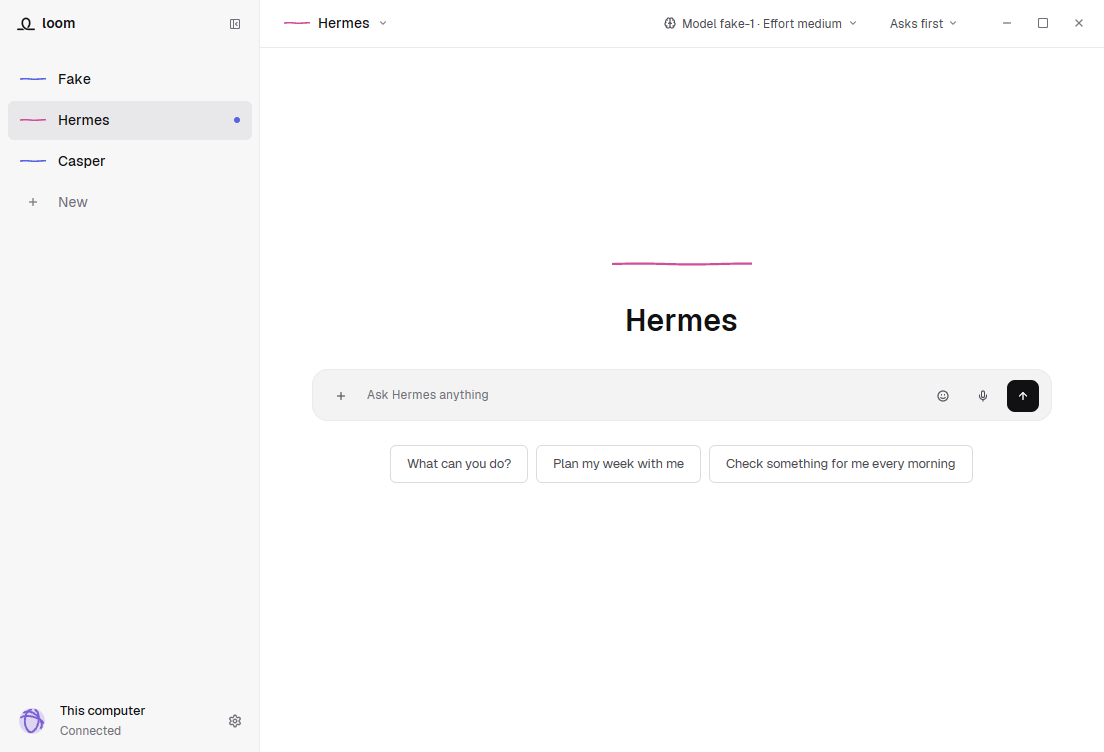 loom
Fake
Hermes
Casper
New
This computer
Connected
Hermes
Model fake-1 · Effort medium
Asks first
Hermes
Ask Hermes anything
What can you do?
Plan my week with me
Check something for me every morning